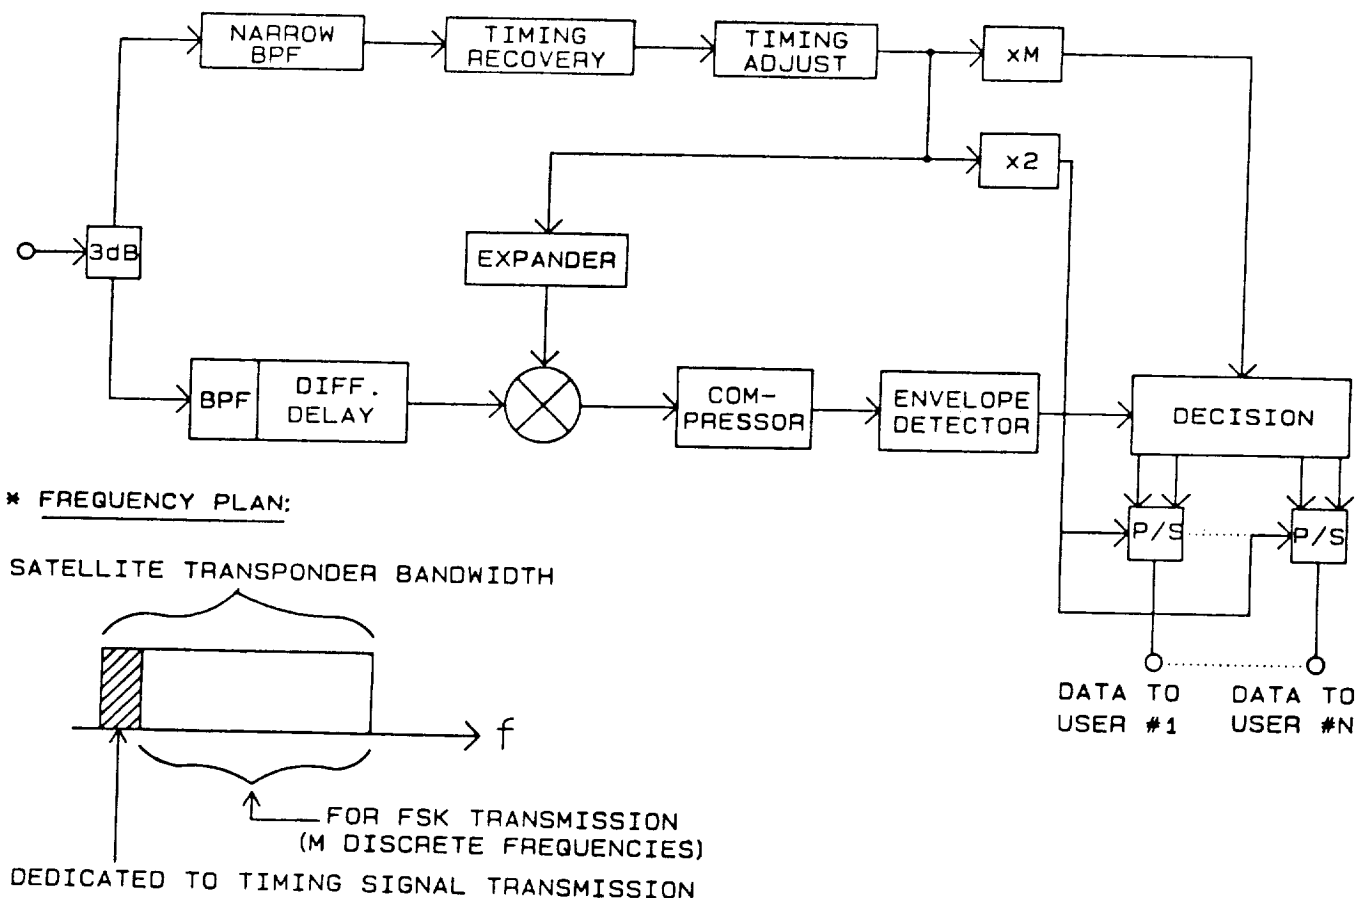 NARROW
BPF
TIMING
RECOVERY
TIMING
ADJUST
xM
x2
3dB
EXPANDER
BPF
DIFF.
DELAY
COM-
PRESSOR
ENVELOPE
DETECTOR
DECISION
P/S
P/S
DATA TO
USER #1
DATA TO
USER #N
* FREQUENCY PLAN:
SATELLITE TRANSPONDER BANDWIDTH
f
FOR FSK TRANSMISSION
(M DISCRETE FREQUENCIES)
DEDICATED TO TIMING SIGNAL TRANSMISSION